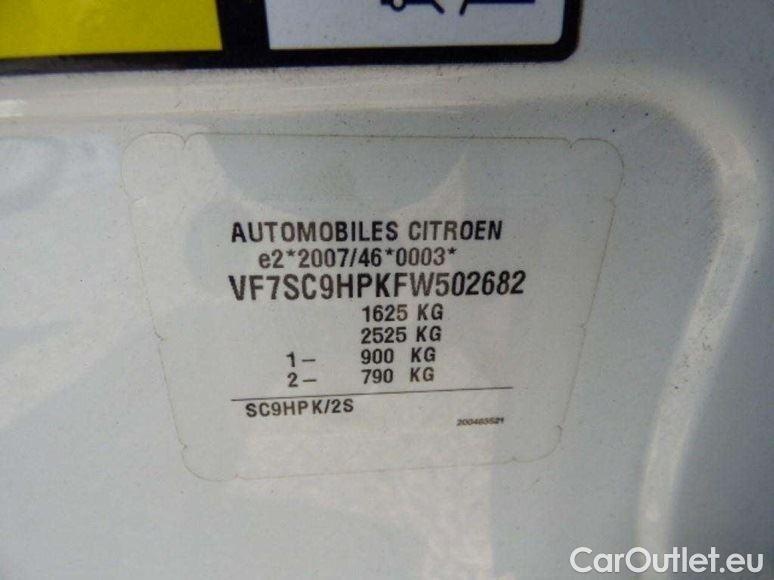 AUTOMOBILES CITROEN
e2*2007/46*0003*
VF7SC9HPKFW502682
1625 KG
2525 KG
1- 900 KG
2- 790 KG
SC9HPK/2S
200465521
CarOutlet.eu